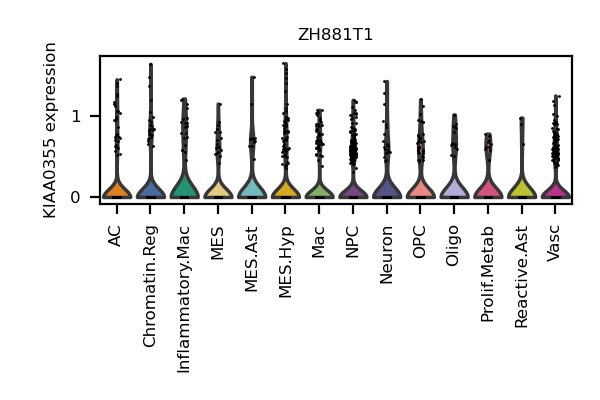 ZH881T1
KIAA0355 expression
1
0
AC
Chromatin.Reg
Inflammatory.Mac
MES
MES.Ast
MES.Hyp
Mac
NPC
Neuron
OPC
Oligo
Prolif.Metab
Reactive.Ast
Vasc